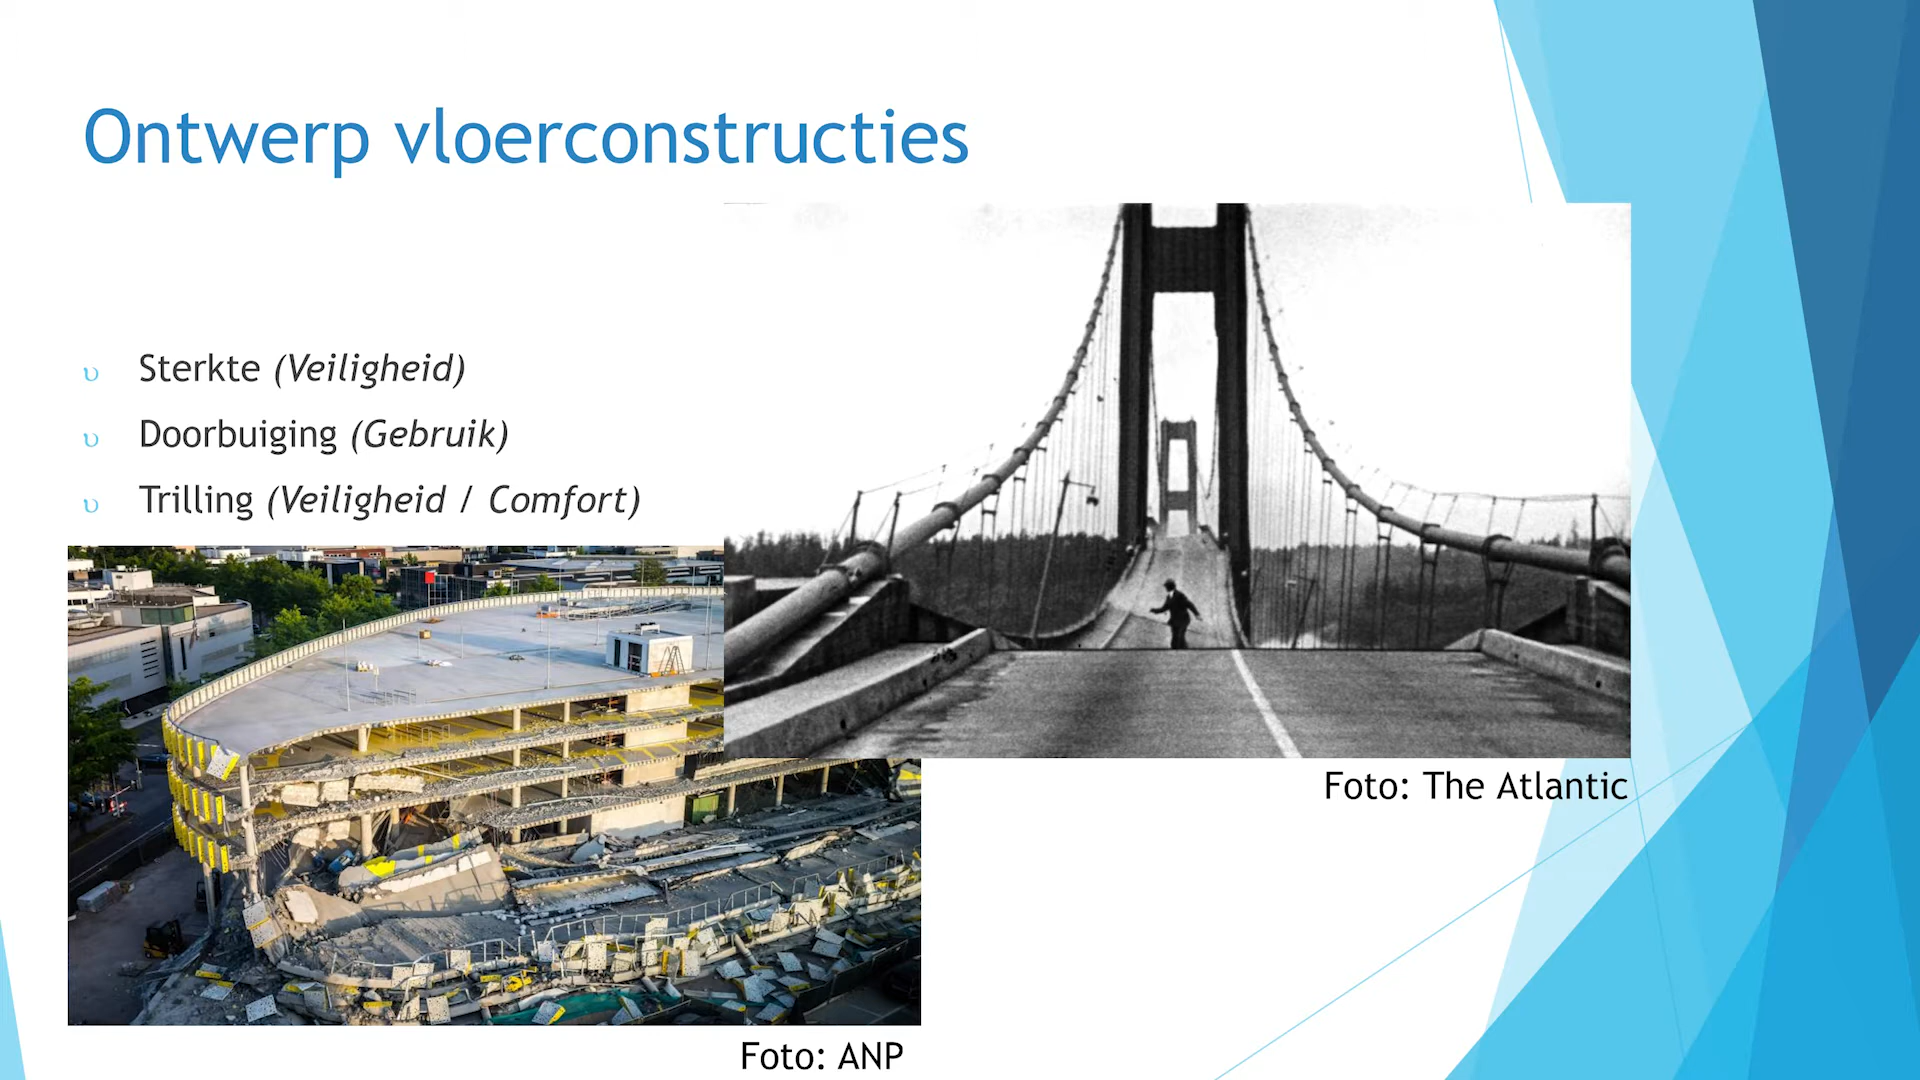 Ontwerp vloerconstructies
Sterkte (Veiligheid)
Doorbuiging (Gebruik)
Trilling (Veiligheid / Comfort)
Foto: The Atlantic
Foto: ANP